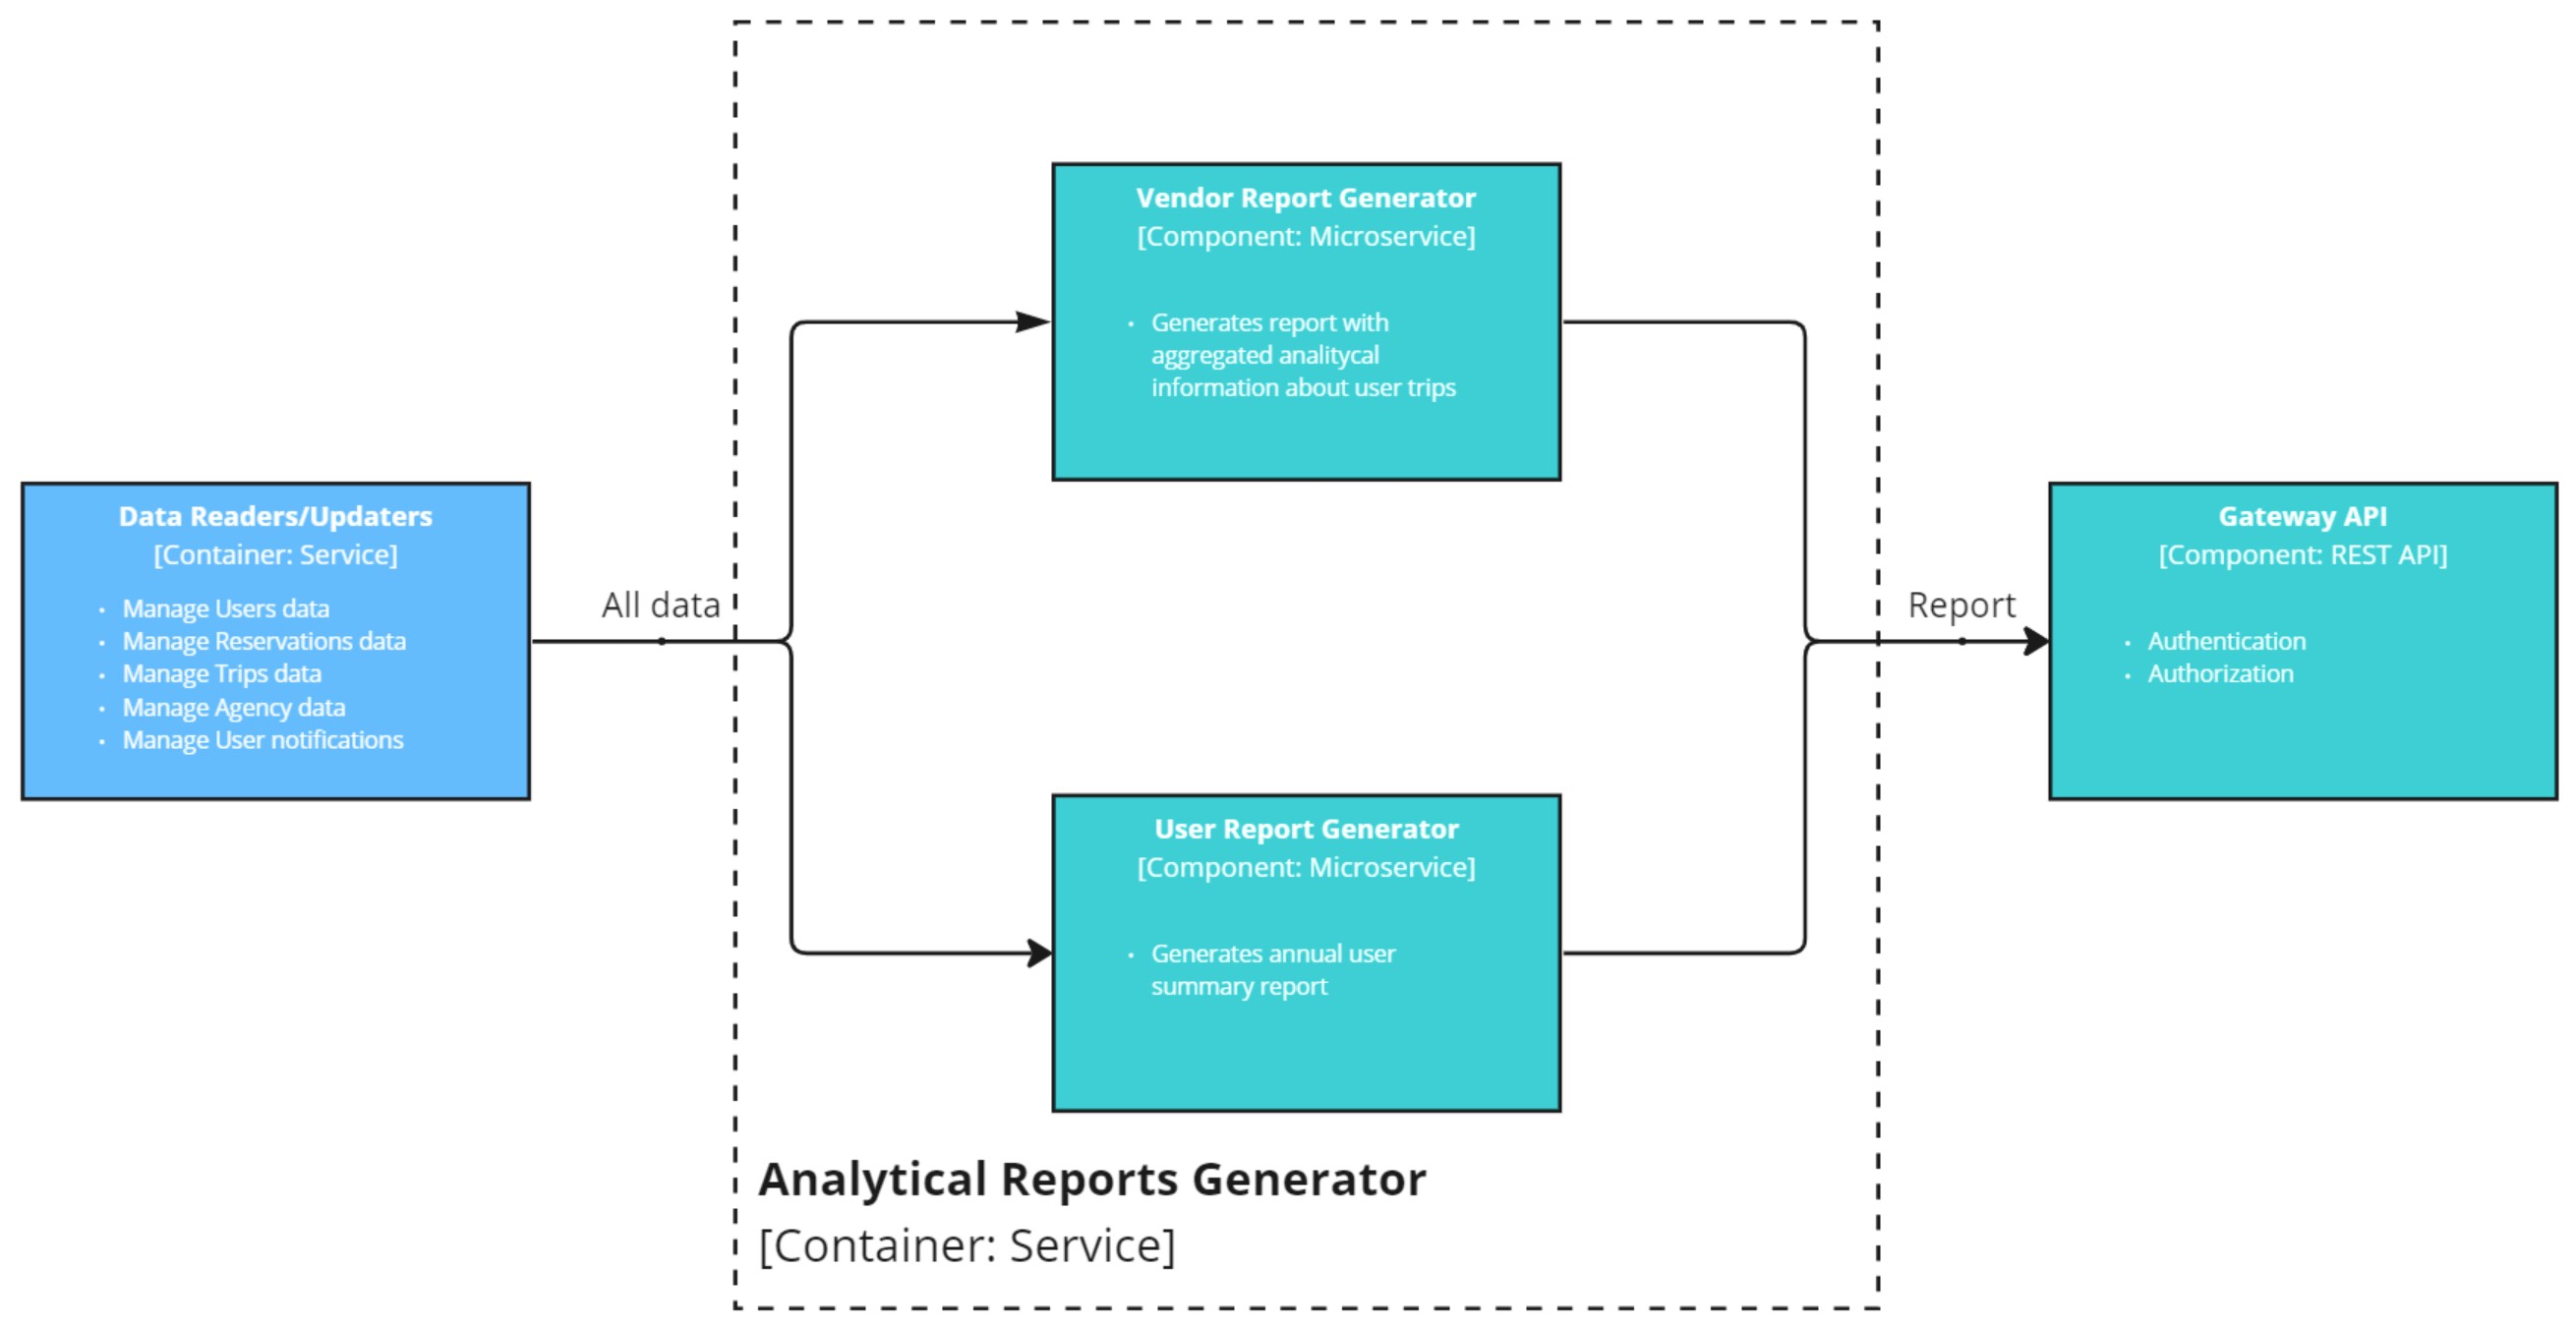 Data Readers/Updaters
[Container: Service]
• Manage Users data
• Manage Reservations data
• Manage Trips data
• Manage Agency data
• Manage User notifications
All data
Vendor Report Generator
[Component: Microservice]
• Generates report with
aggregated analitycal
information about user trips
User Report Generator
[Component: Microservice]
• Generates annual user
summary report
Analytical Reports Generator
[Container: Service]
Report
Gateway API
[Component: REST API]
• Authentication
• Authorization